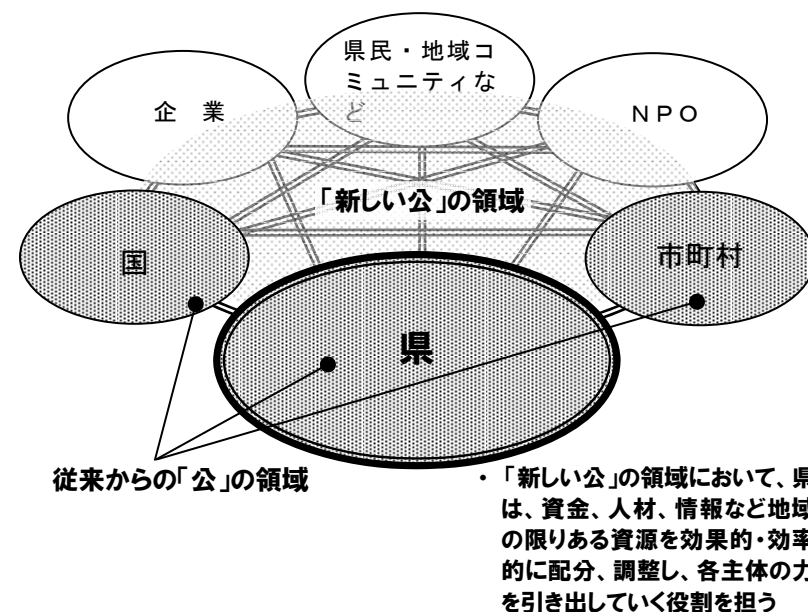 県民・地域コ
ミュニティな
ど
企　業
ＮＰＯ
「新しい公」の領域
国
市町村
県
従来からの「公」の領域
・「新しい公」の領域において、県
は、資金、人材、情報など地域
の限りある資源を効果的・効率
的に配分、調整し、各主体の力
を引き出していく役割を担う